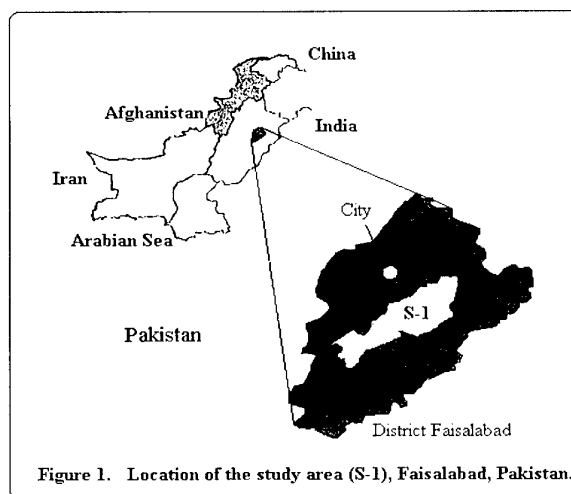 China
Afghanistan
India
Iran
City
Arabian Sea
S-1
Pakistan
District Faisalabad
Figure 1. Location of the study area (S-1), Faisalabad, Pakistan.